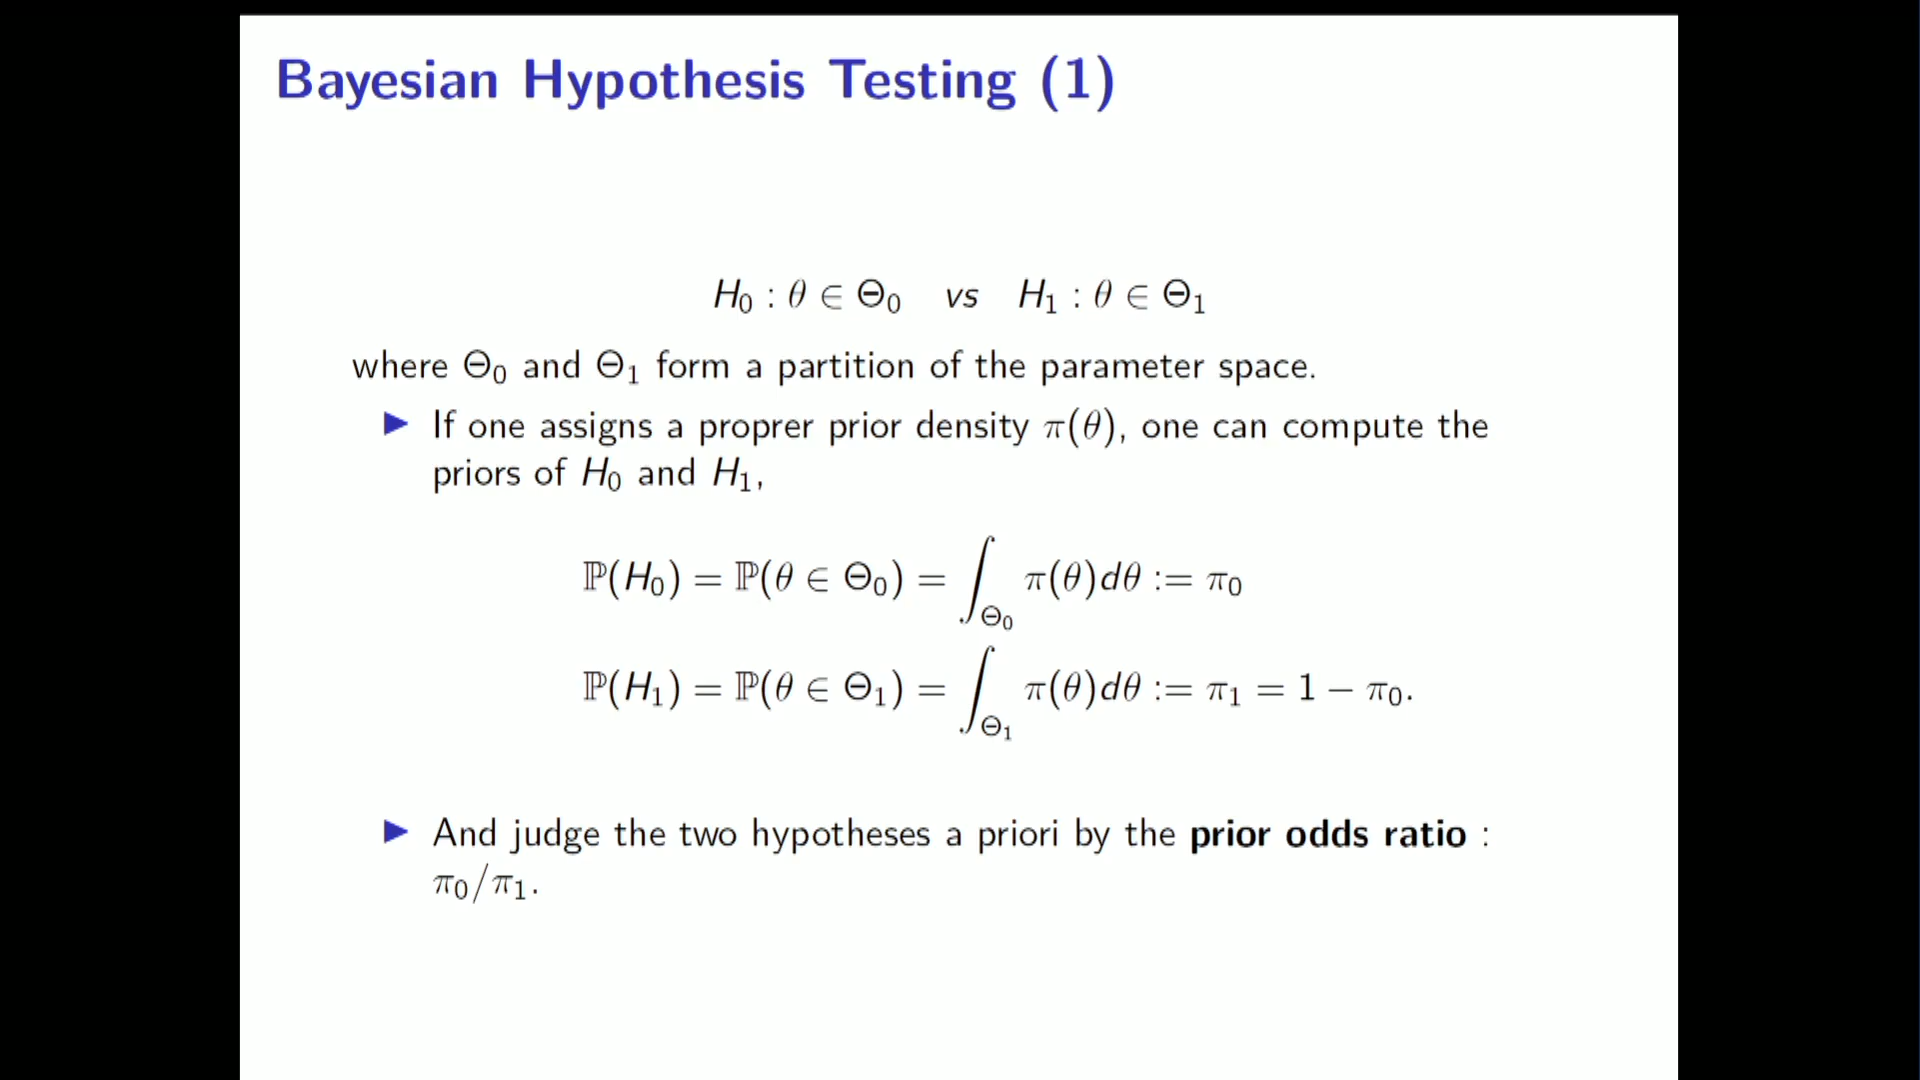 Bayesian Hypothesis Testing (1)
H₀ : θ ∈ Θ₀ vs H₁ : θ ∈ Θ₁
where Θ₀ and Θ₁ form a partition of the parameter space.
▶ If one assigns a proprer prior density π(θ), one can compute the
priors of H₀ and H₁,
ℙ(H₀) = ℙ(θ ∈ Θ₀) = ∫_Θ₀ π(θ)dθ := π₀
ℙ(H₁) = ℙ(θ ∈ Θ₁) = ∫_Θ₁ π(θ)dθ := π₁ = 1 − π₀.
▶ And judge the two hypotheses a priori by the prior odds ratio :
π₀/π₁.